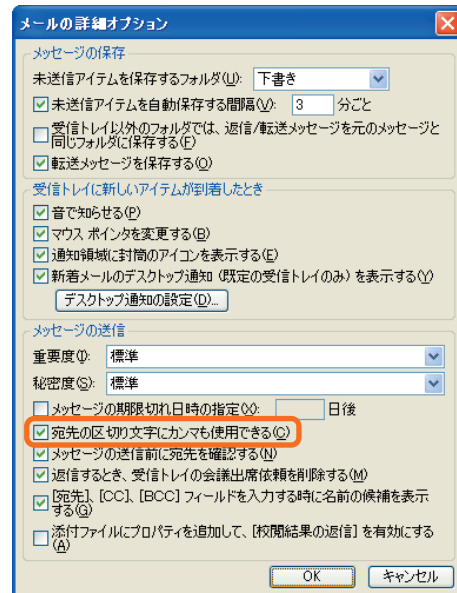 メールの詳細オプション
メッセージの保存
未送信アイテムを保存するフォルダ(U): 下書き
未送信アイテムを自動保存する間隔(V): 3 分ごと
受信トレイ以外のフォルダでは、返信/転送メッセージを元のメッセージと
同じフォルダに保存する(F)
転送メッセージを保存する(O)
受信トレイに新しいアイテムが到着したとき
音で知らせる(P)
マウス ポインタを変更する(B)
通知領域に封筒のアイコンを表示する(E)
新着メールのデスクトップ通知 (既定の受信トレイのみ) を表示する(Y)
デスクトップ通知の設定(D)...
メッセージの送信
重要度(I): 標準
秘密度(S): 標準
メッセージの期限切れ日時の指定(X): 日後
宛先の区切り文字にカンマも使用できる(C)
メッセージの送信前に宛先を確認する(N)
返信するとき、受信トレイの会議出席依頼を削除する(M)
[宛先]、[CC]、[BCC] フィールドを入力する時に名前の候補を表示
する(G)
添付ファイルにプロパティを追加して、[校閲結果の返信] を有効にする
(A)
OK キャンセル